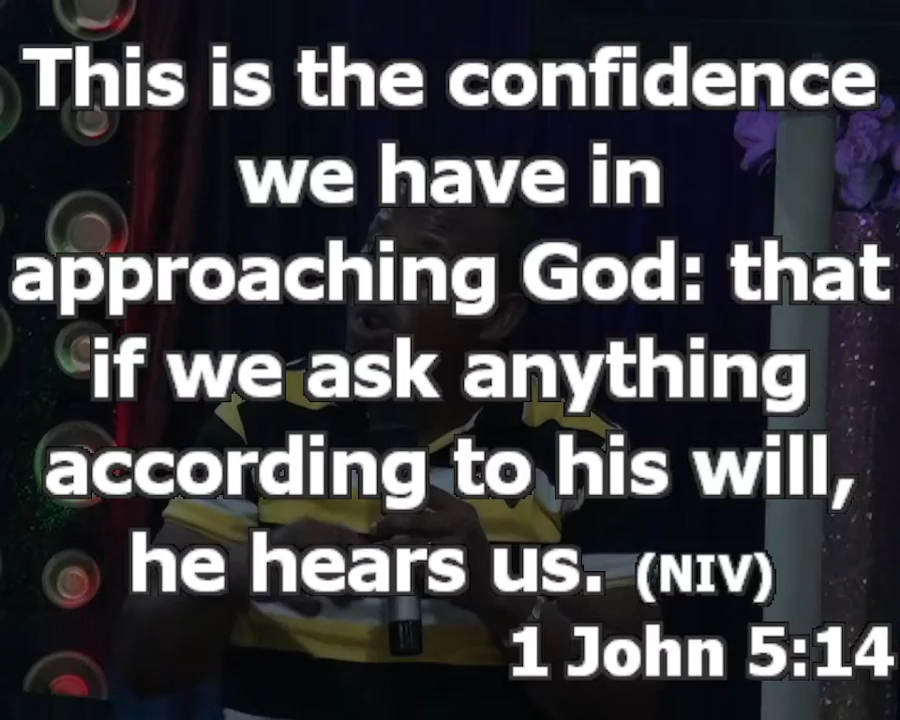 This is the confidence
we have in
approaching God: that
if we ask anything
according to his will,
he hears us. (NIV)
1 John 5:14